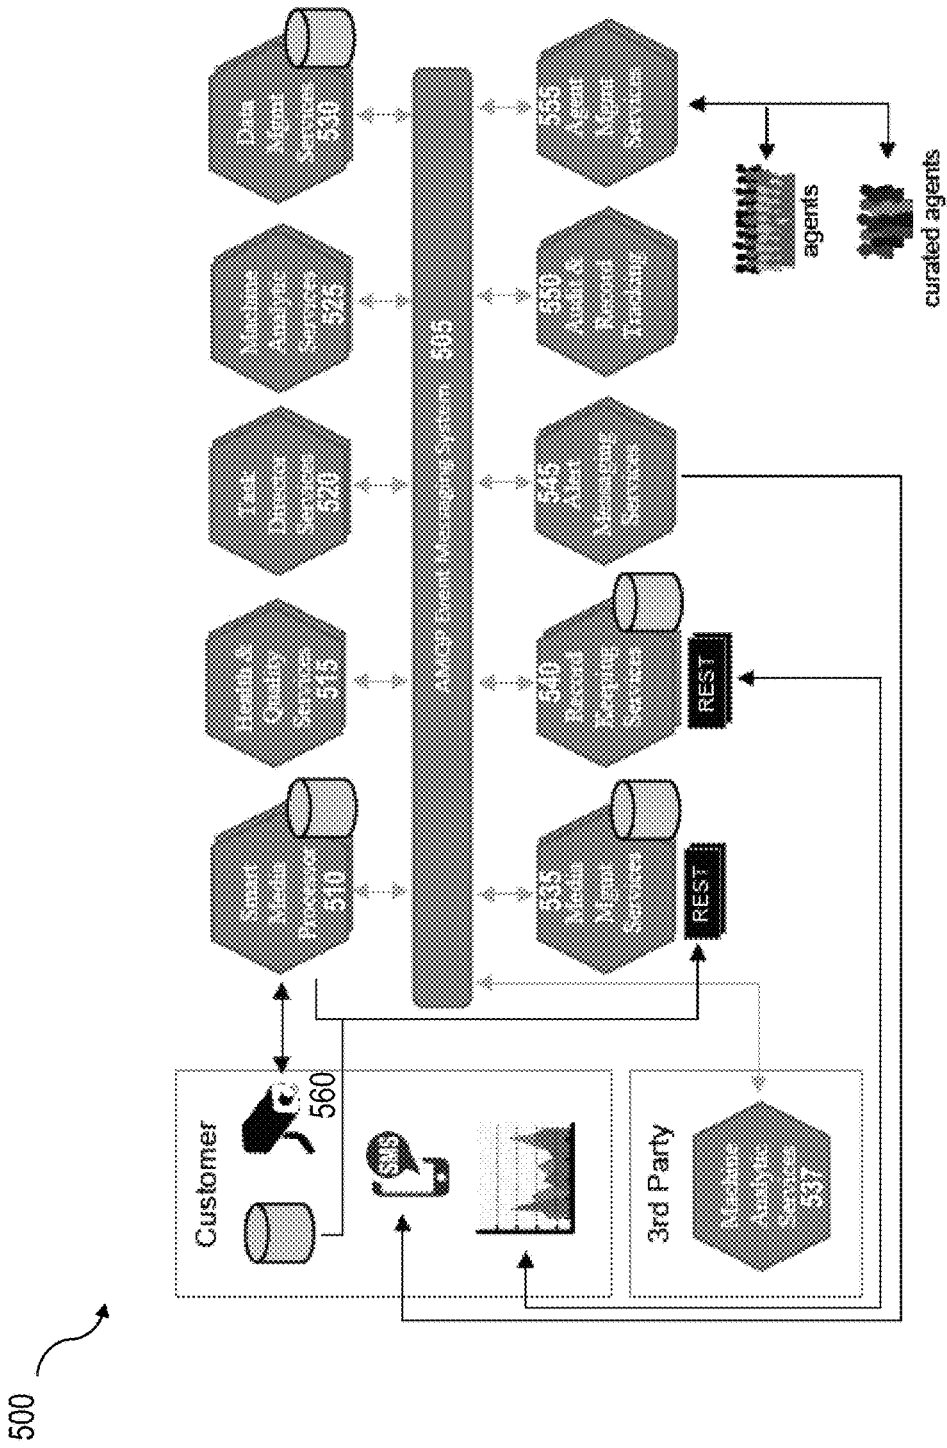 500
Customer
560
SMS
3rd Party
Machine
Analytic
Services
537
Smart
Media
Processor
510
Health &
Quality
Services
515
Task
Director
Services
520
Machine
Analytic
Services
525
Data
Mgmt
Services
530
AMQP Event Messaging System 505
535
Media
Mgmt
Services
REST
540
Record
Request
Services
REST
545
Alert
Messaging
Services
550
Audit &
Record
Tracking
555
Agent
Mgmt
Services
agents
curated agents